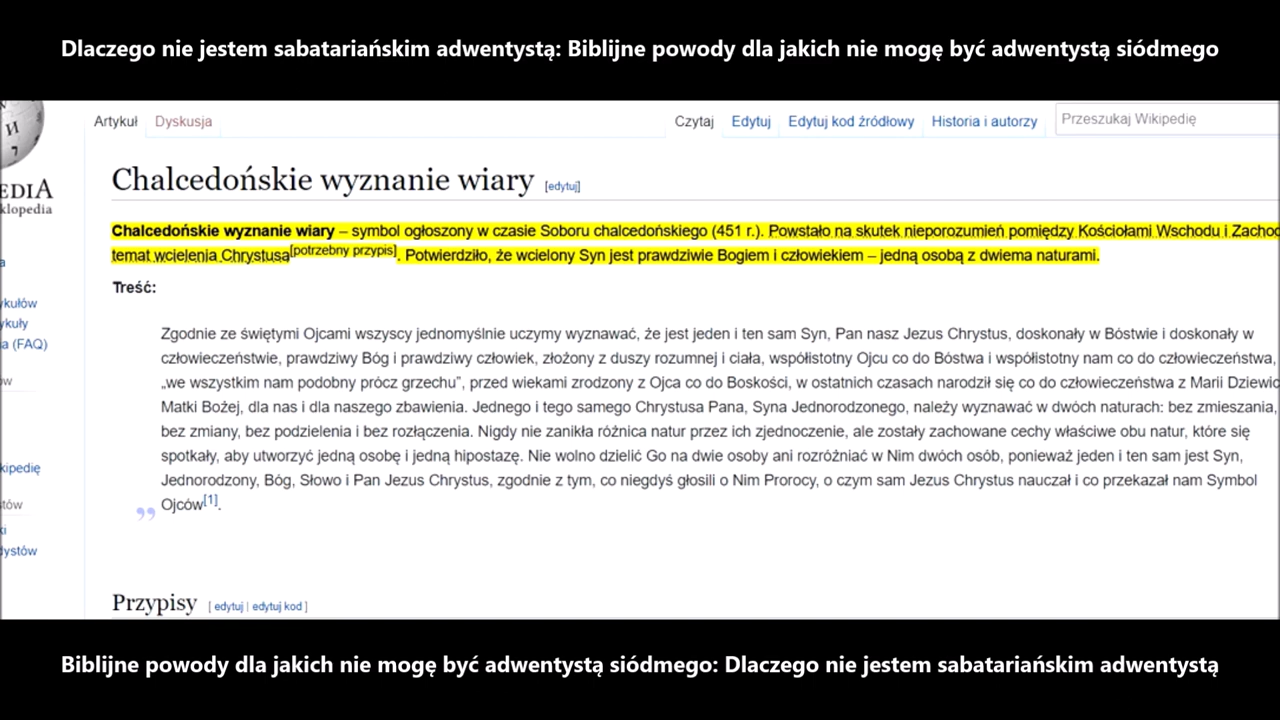 Dlaczego nie jestem sabatariańskim adwentystą: Biblijne powody dla jakich nie mogę być adwentystą siódmego
Artykuł Dyskusja Czytaj Edytuj Edytuj kod źródłowy Historia i autorzy Przeszukaj Wikipedię
Chalcedońskie wyznanie wiary [edytuj]
EDIA
klopedia
Chalcedońskie wyznanie wiary – symbol ogłoszony w czasie Soboru chalcedońskiego (451 r.). Powstało na skutek nieporozumień pomiędzy Kościołami Wschodu i Zachod
temat wcielenia Chrystusa[potrzebny przypis]. Potwierdziło, że wcielony Syn jest prawdziwie Bogiem i człowiekiem – jedną osobą z dwiema naturami.
a
Treść:
ykułów
ykuły
a (FAQ)
ów
kipedię
stów
ki
dystów
Zgodnie ze świętymi Ojcami wszyscy jednomyślnie uczymy wyznawać, że jest jeden i ten sam Syn, Pan nasz Jezus Chrystus, doskonały w Bóstwie i doskonały w
człowieczeństwie, prawdziwy Bóg i prawdziwy człowiek, złożony z duszy rozumnej i ciała, współistotny Ojcu co do Bóstwa i współistotny nam co do człowieczeństwa,
„we wszystkim nam podobny prócz grzechu”, przed wiekami zrodzony z Ojca co do Boskości, w ostatnich czasach narodził się co do człowieczeństwa z Marii Dziewic
Matki Bożej, dla nas i dla naszego zbawienia. Jednego i tego samego Chrystusa Pana, Syna Jednorodzonego, należy wyznawać w dwóch naturach: bez zmieszania,
bez zmiany, bez podzielenia i bez rozłączenia. Nigdy nie zanikła różnica natur przez ich zjednoczenie, ale zostały zachowane cechy właściwe obu natur, które się
spotkały, aby utworzyć jedną osobę i jedną hipostazę. Nie wolno dzielić Go na dwie osoby ani rozróżniać w Nim dwóch osób, ponieważ jeden i ten sam jest Syn,
Jednorodzony, Bóg, Słowo i Pan Jezus Chrystus, zgodnie z tym, co niegdyś głosili o Nim Prorocy, o czym sam Jezus Chrystus nauczał i co przekazał nam Symbol
Ojców[1].
Przypisy [ edytuj | edytuj kod ]
Biblijne powody dla jakich nie mogę być adwentystą siódmego: Dlaczego nie jestem sabatariańskim adwentystą